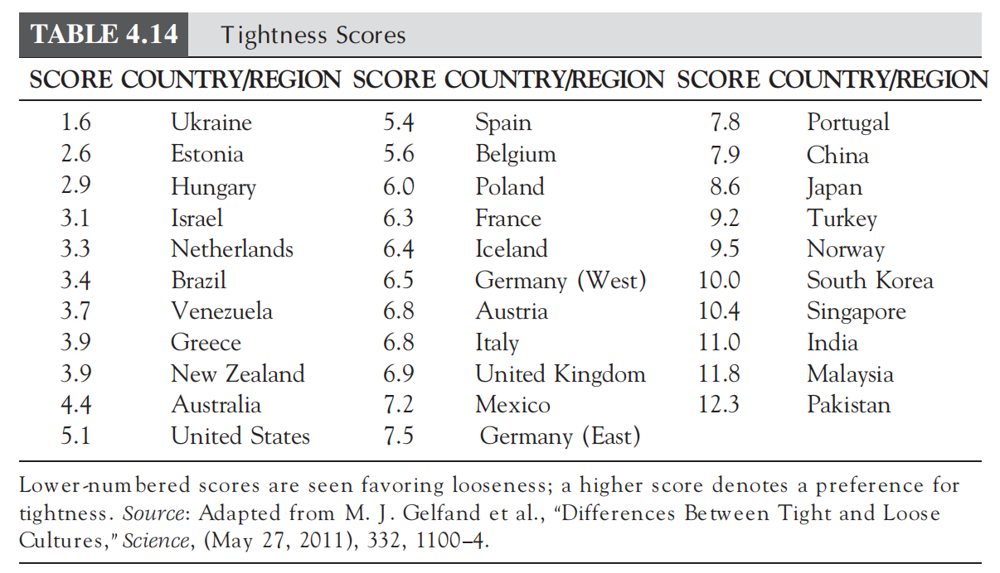 TABLE 4.14 Tightness Scores
SCORE COUNTRY/REGION SCORE COUNTRY/REGION SCORE COUNTRY/REGION
1.6 Ukraine 5.4 Spain 7.8 Portugal
2.6 Estonia 5.6 Belgium 7.9 China
2.9 Hungary 6.0 Poland 8.6 Japan
3.1 Israel 6.3 France 9.2 Turkey
3.3 Netherlands 6.4 Iceland 9.5 Norway
3.4 Brazil 6.5 Germany (West) 10.0 South Korea
3.7 Venezuela 6.8 Austria 10.4 Singapore
3.9 Greece 6.8 Italy 11.0 India
3.9 New Zealand 6.9 United Kingdom 11.8 Malaysia
4.4 Australia 7.2 Mexico 12.3 Pakistan
5.1 United States 7.5 Germany (East)
Lower-numbered scores are seen favoring looseness; a higher score denotes a preference for
tightness. Source: Adapted from M. J. Gelfand et al., “Differences Between Tight and Loose
Cultures,” Science, (May 27, 2011), 332, 1100–4.